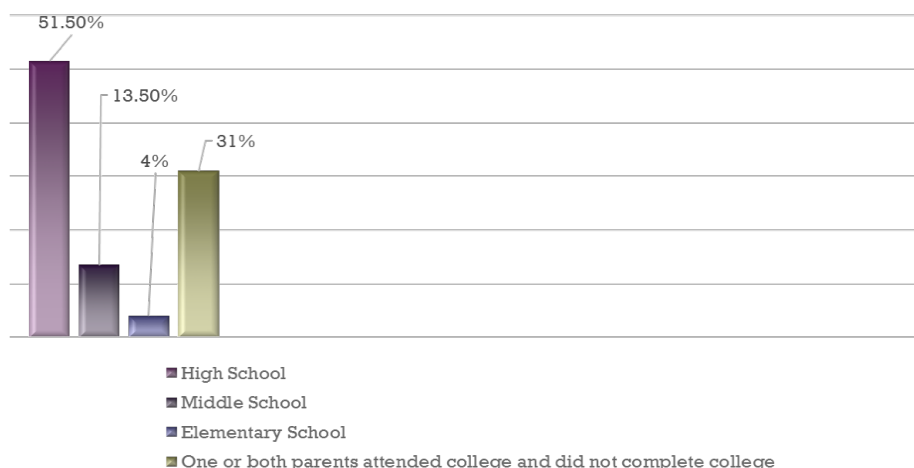 51.50%
13.50%
31%
4%
High School
Middle School
Elementary School
One or both parents attended college and did not complete college